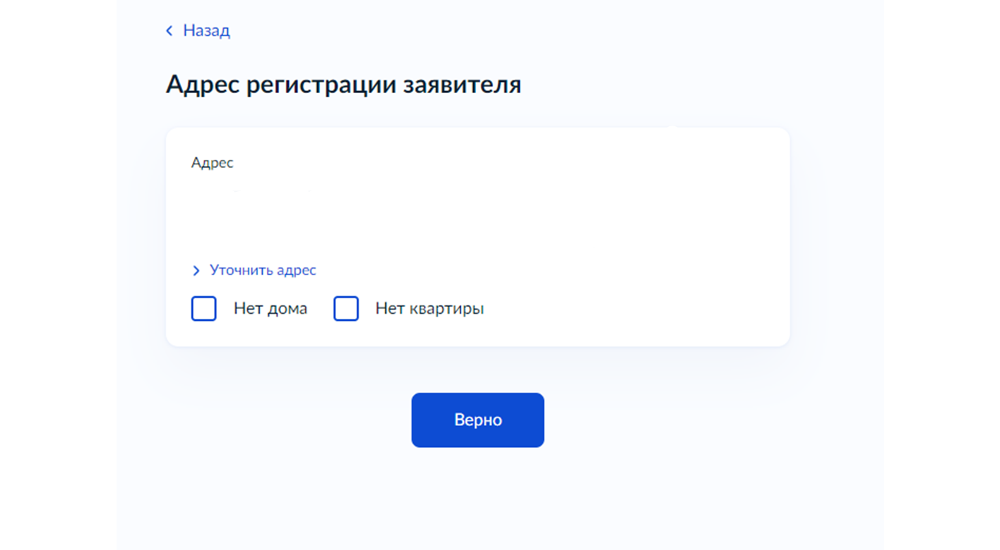 Назад
Адрес регистрации заявителя
Адрес
Уточнить адрес
Нет дома Нет квартиры
Верно